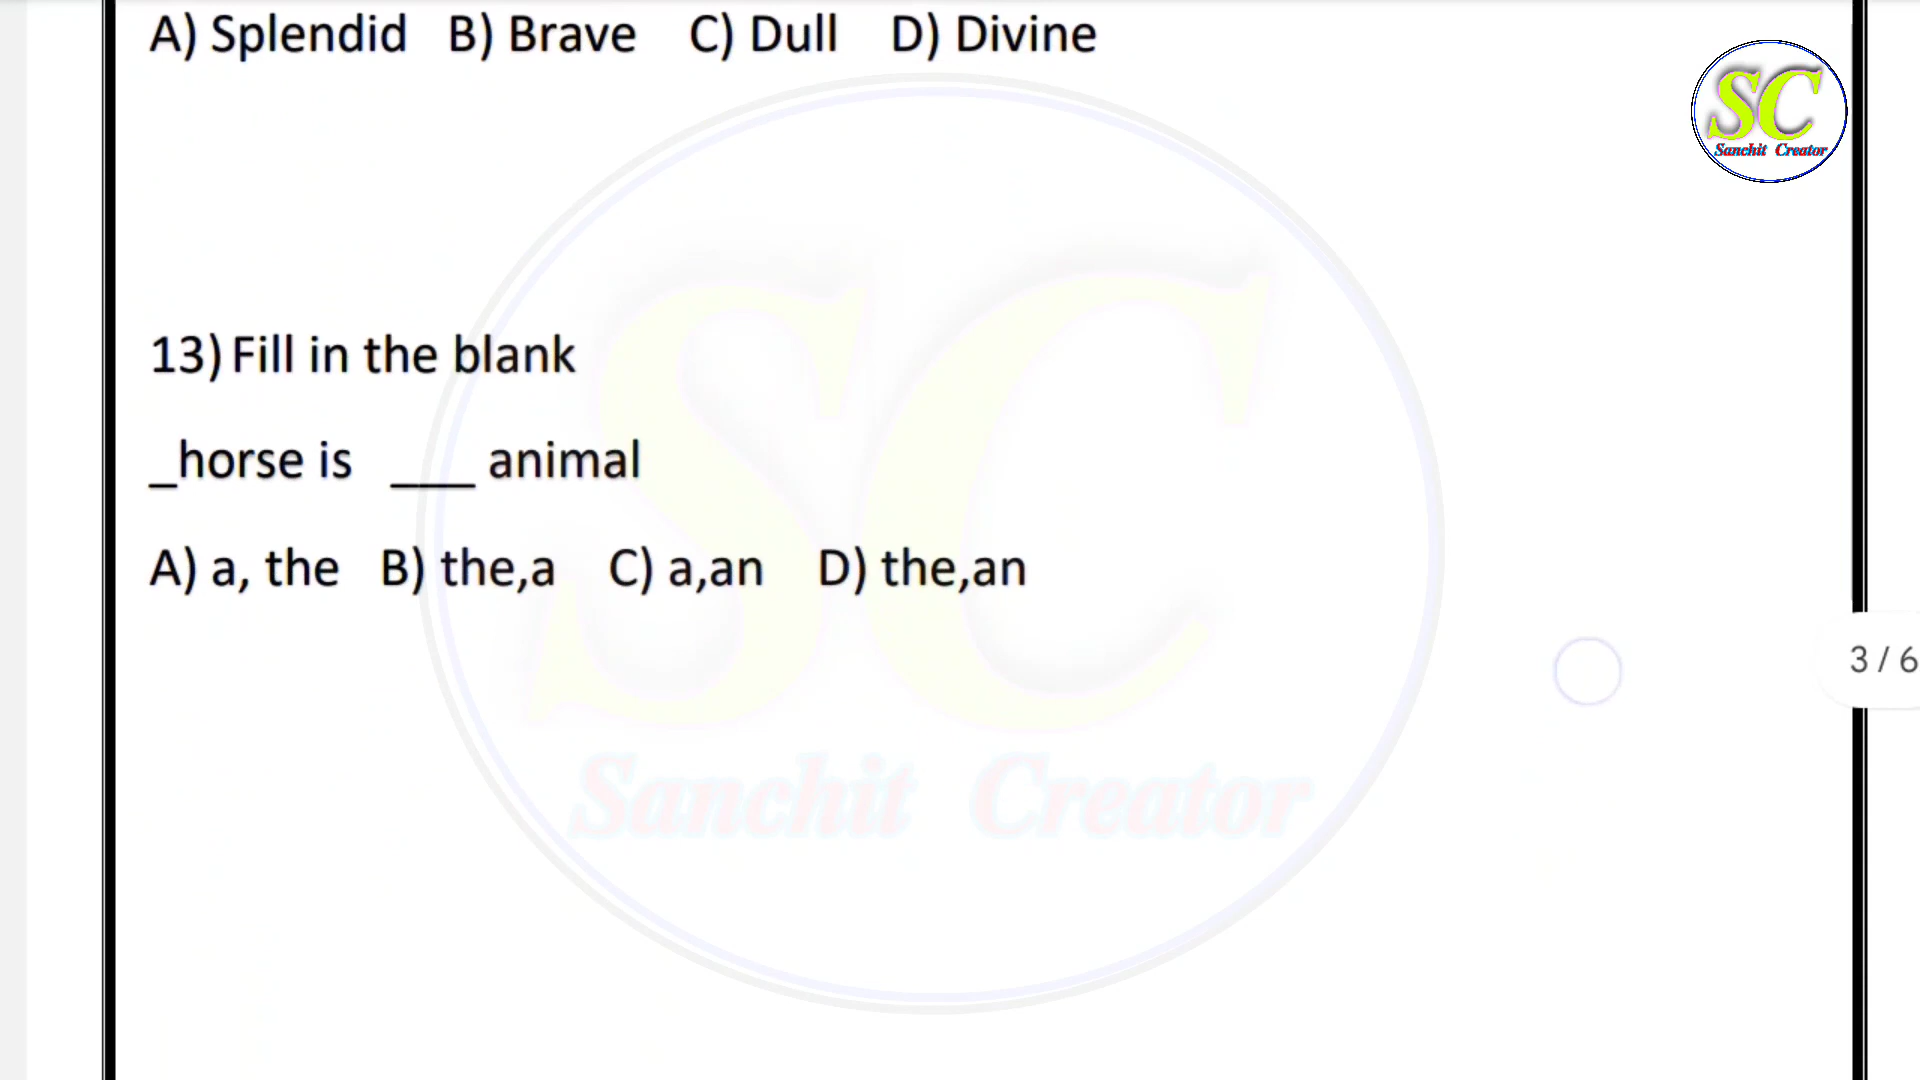 A) Splendid B) Brave C) Dull D) Divine
SC
Sanchit Creator
13) Fill in the blank
_horse is ___ animal
A) a, the B) the,a C) a,an D) the,an
3 / 6
SC
Sanchit Creator